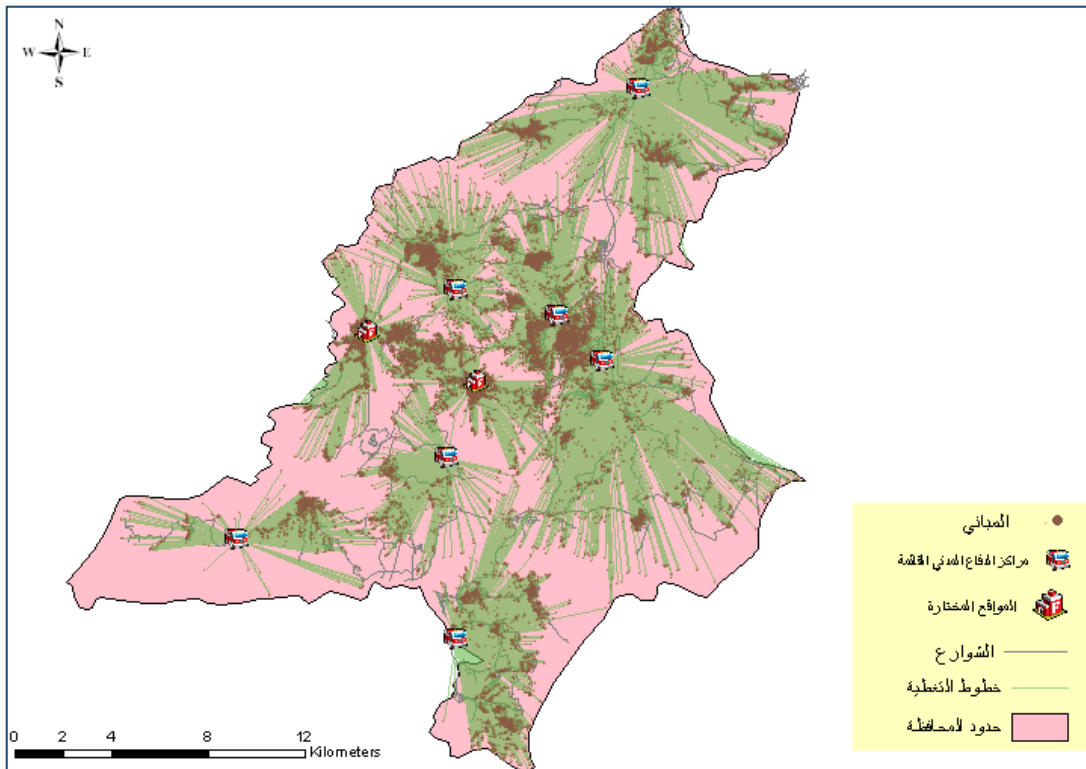 N
W E
S
المباني
مراكز الدفاع المدني القائمة
المواقع المختارة
الشوارع
خطوط التغطية
حدود المحافظة
0 2 4 8 12
Kilometers